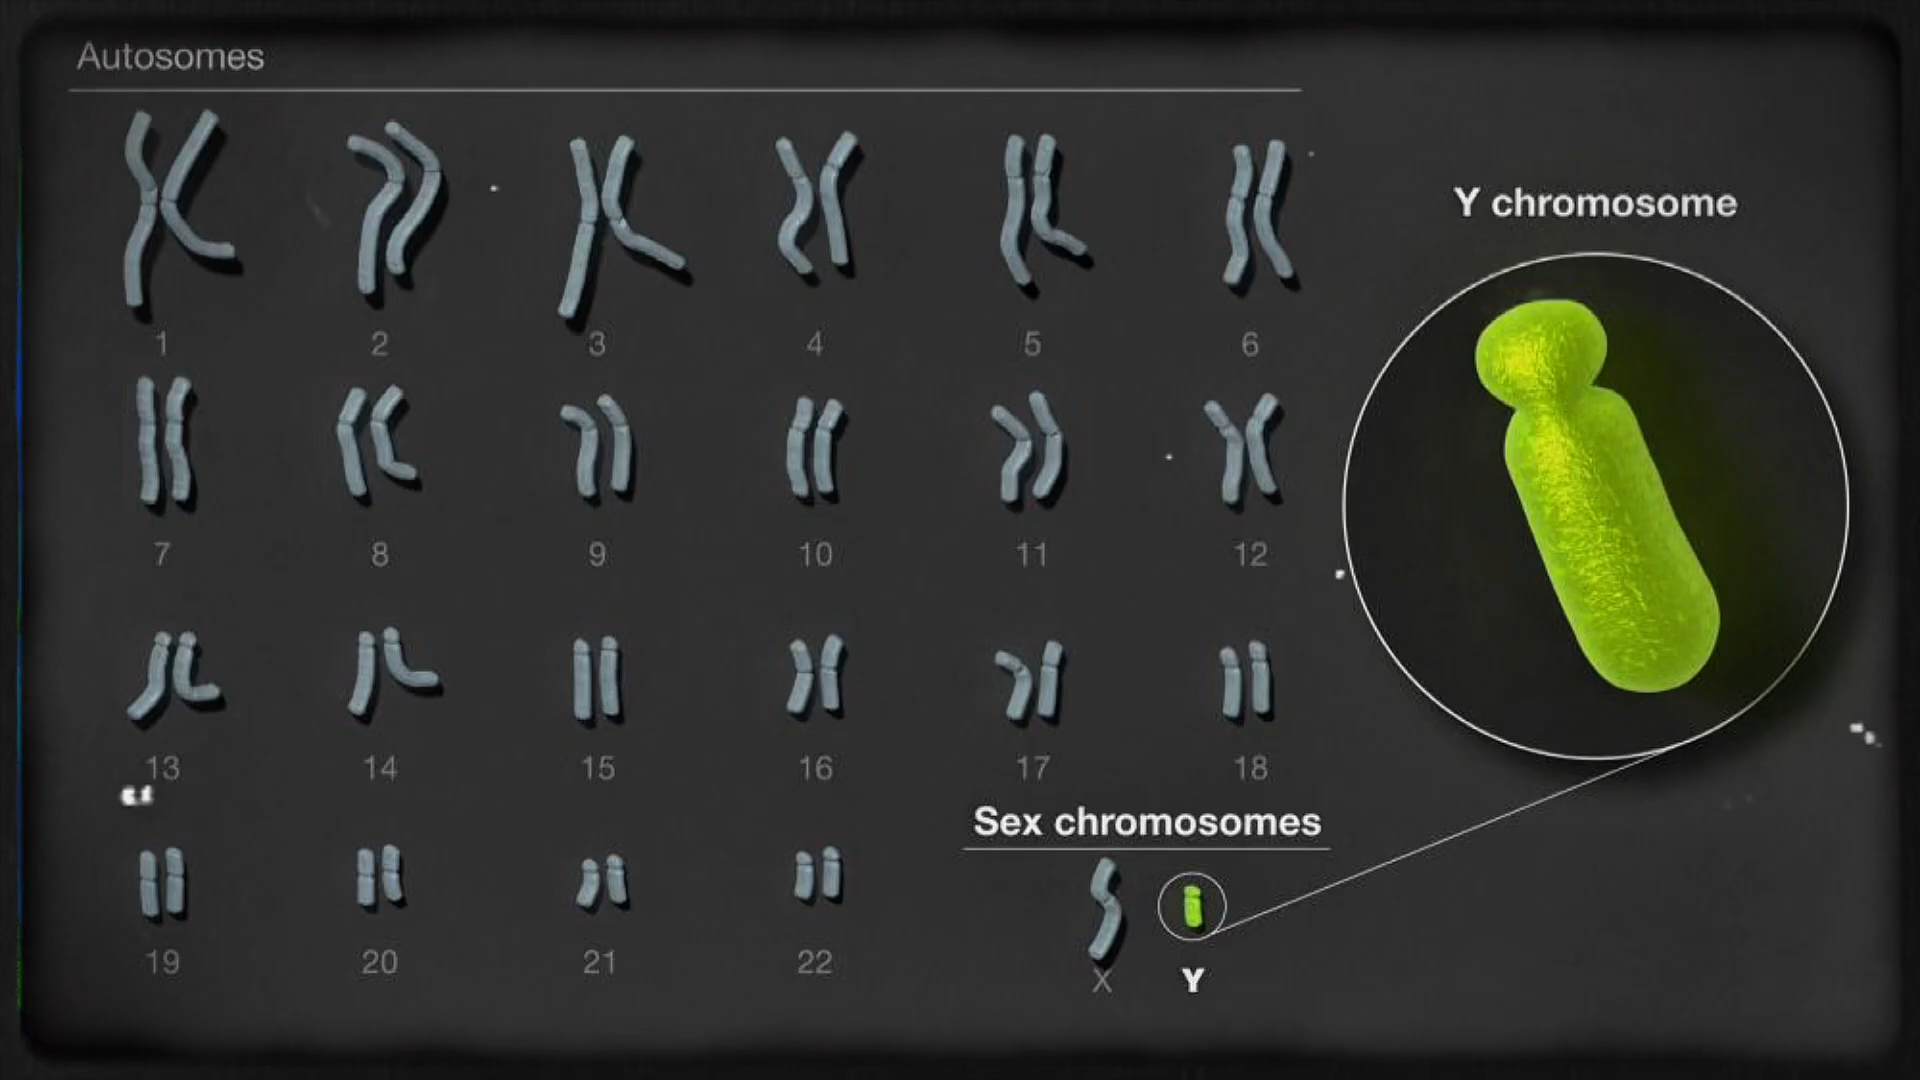 Autosomes
Y chromosome
1 2 3 4 5 6
7 8 9 10 11 12
13 14 15 16 17 18
Sex chromosomes
19 20 21 22
X Y